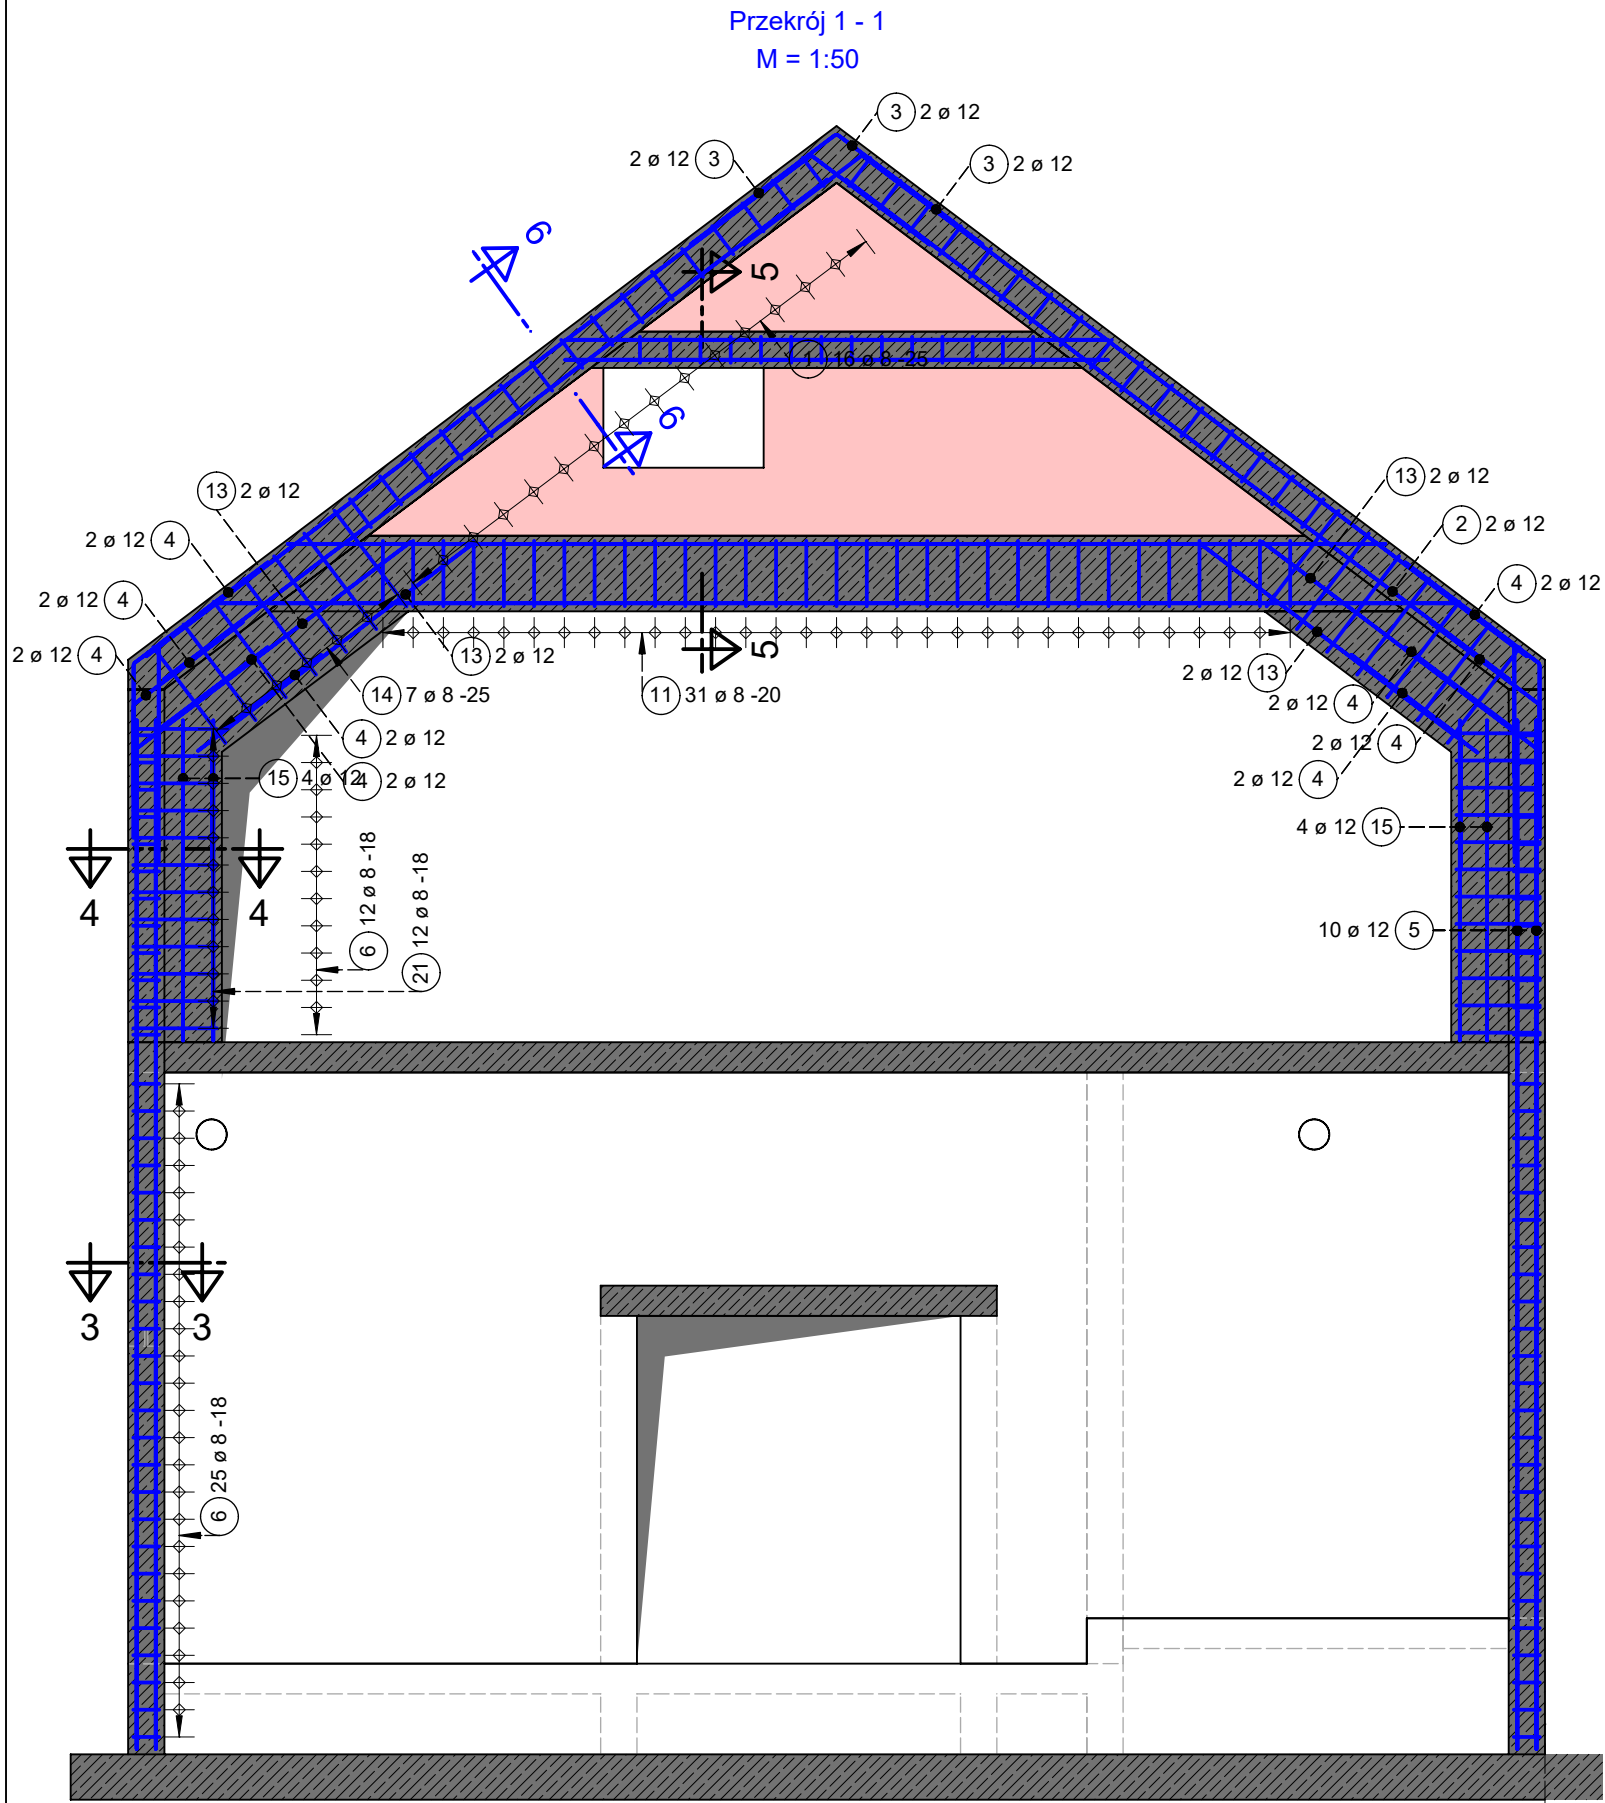 Przekrój 1 - 1
M = 1:50
3 2 ø 12
2 ø 12 3
3 2 ø 12
6
5
1 16 ø 8 -25
6
13 2 ø 12
13 2 ø 12
2 ø 12 4
2 2 ø 12
2 ø 12 4
4 2 ø 12
2 ø 12 4
13 2 ø 12
5
2 ø 12 13
14 7 ø 8 -25
11 31 ø 8 -20
2 ø 12 4
4 2 ø 12
2 ø 12 4
15 4 ø 12
4 2 ø 12
2 ø 12 4
4 ø 12 15
6 12 ø 8 -18
21 12 ø 8 -18
4 4
10 ø 12 5
3 3
6 25 ø 8 -18